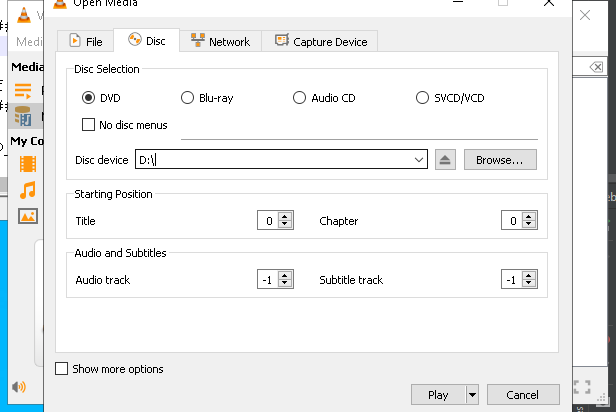 Open Media
Medi
File
Disc
Network
Capture Device
Media
Disc Selection
DVD
Blu-ray
Audio CD
SVCD/VCD
No disc menus
My Co
Disc device
D:\
Browse...
Starting Position
Title
0
Chapter
0
Audio and Subtitles
Audio track
-1
Subtitle track
-1
Show more options
Play
Cancel